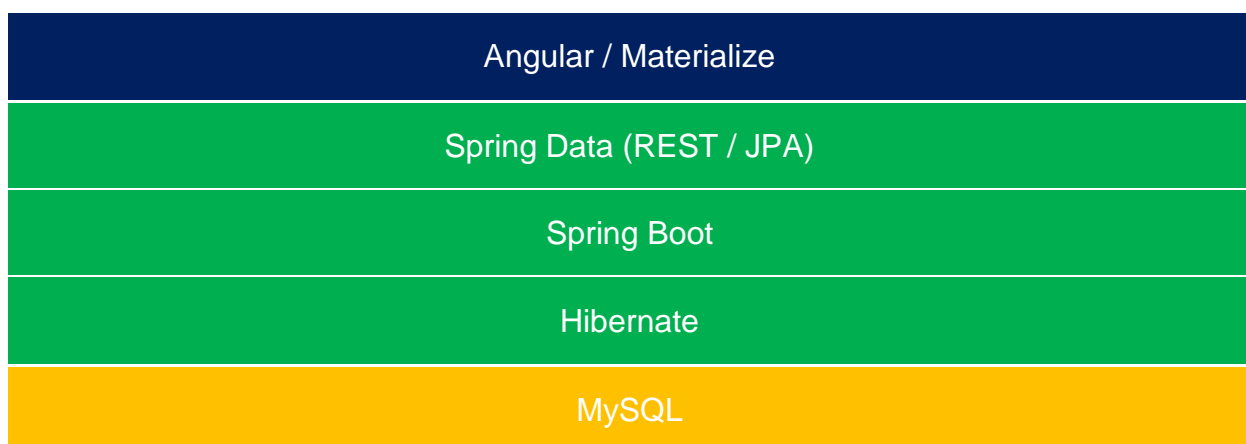 Angular / Materialize
Spring Data (REST / JPA)
Spring Boot
Hibernate
MySQL